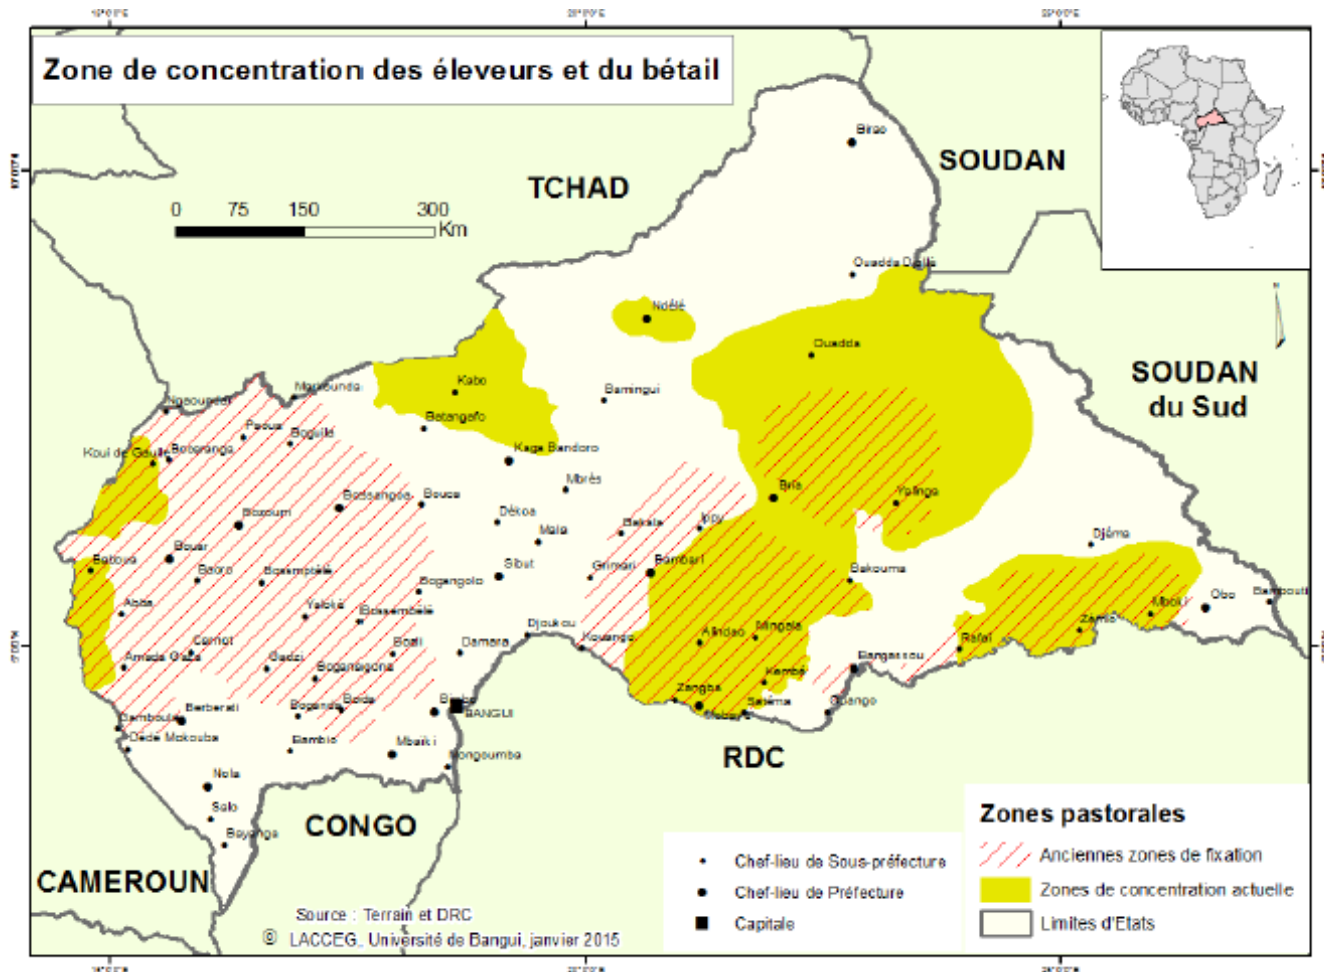 Zone de concentration des éleveurs et du bétail
Birao
SOUDAN
TCHAD
0 75 150 300
Km
Ouadda Djallé
Ndélé
Ouadda
SOUDAN
du Sud
Kabo
Markounda
Bamingui
Ngaoundai
Batangafo
Paoua
Boguila
Kaga Bandoro
Koui de Gaulle
Bocaranga
Mbrès
Bria
Yalinga
Bossangoa
Bouca
Bozoum
Dékoa
Ippy
Bakala
Mala
Djéma
Bouar
Baboua
Baoro
Bosemptélé
Sibut
Grimari
Bambari
Bakouma
Bogangolo
Obo
Bambouti
Mboki
Abba
Yaloké
Bossembélé
Zémio
Djoukou
Kouango
Alindao
Mingala
Rafaï
Carnot
Boali
Damara
Amada Gaza
Gadzi
Bangassou
Boganangone
Kembé
Zangba
Mobaye
Satéma
Ouango
Berberati
Boganda
Boda
Bimbo
BANGUI
Gamboula
Dédé Mokouba
Bambio
Mbaïki
Mongoumba
RDC
Nola
Salo
Bayanga
CONGO
CAMEROUN
Zones pastorales
Anciennes zones de fixation
Zones de concentration actuelle
Limites d'Etats
Chef-lieu de Sous-préfecture
Chef-lieu de Préfecture
Capitale
Source : Terrain et DRC
© LACCEG, Université de Bangui, janvier 2015